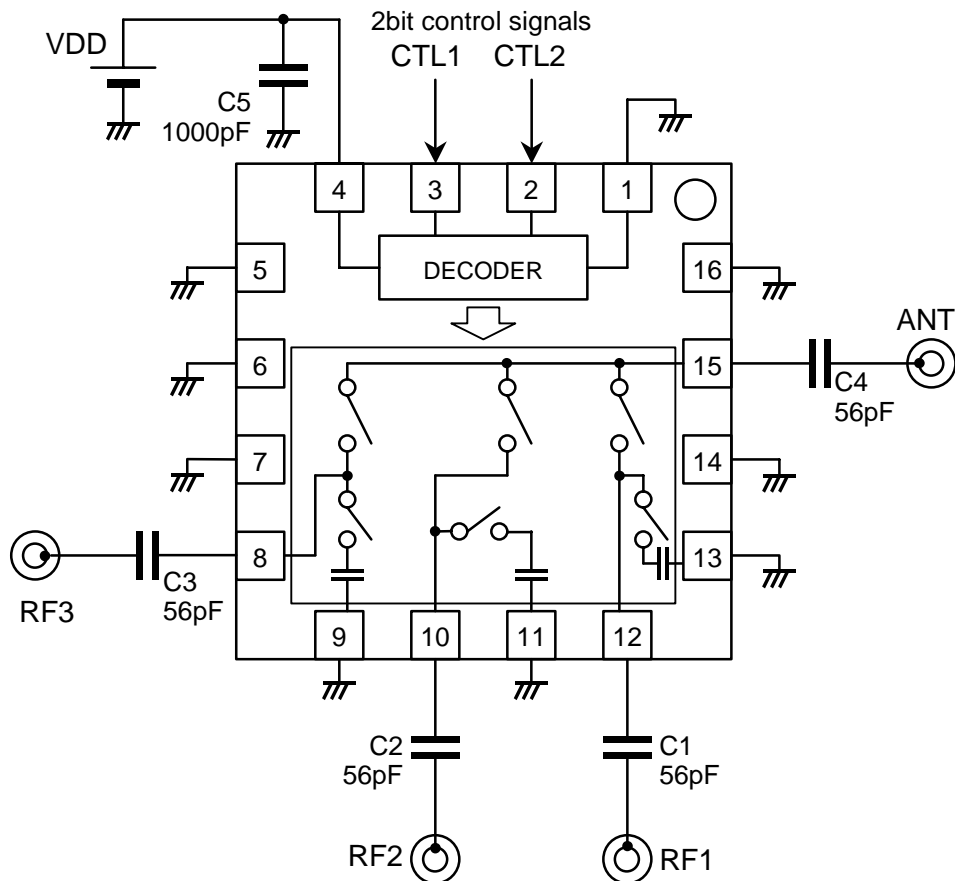 2bit control signals
VDD
CTL1 CTL2
C5
1000pF
4 3 2 1
DECODER
5
16
ANT
6
15
C4
56pF
7
14
8
13
C3
56pF
RF3
9 10 11 12
C2
56pF
C1
56pF
RF2
RF1